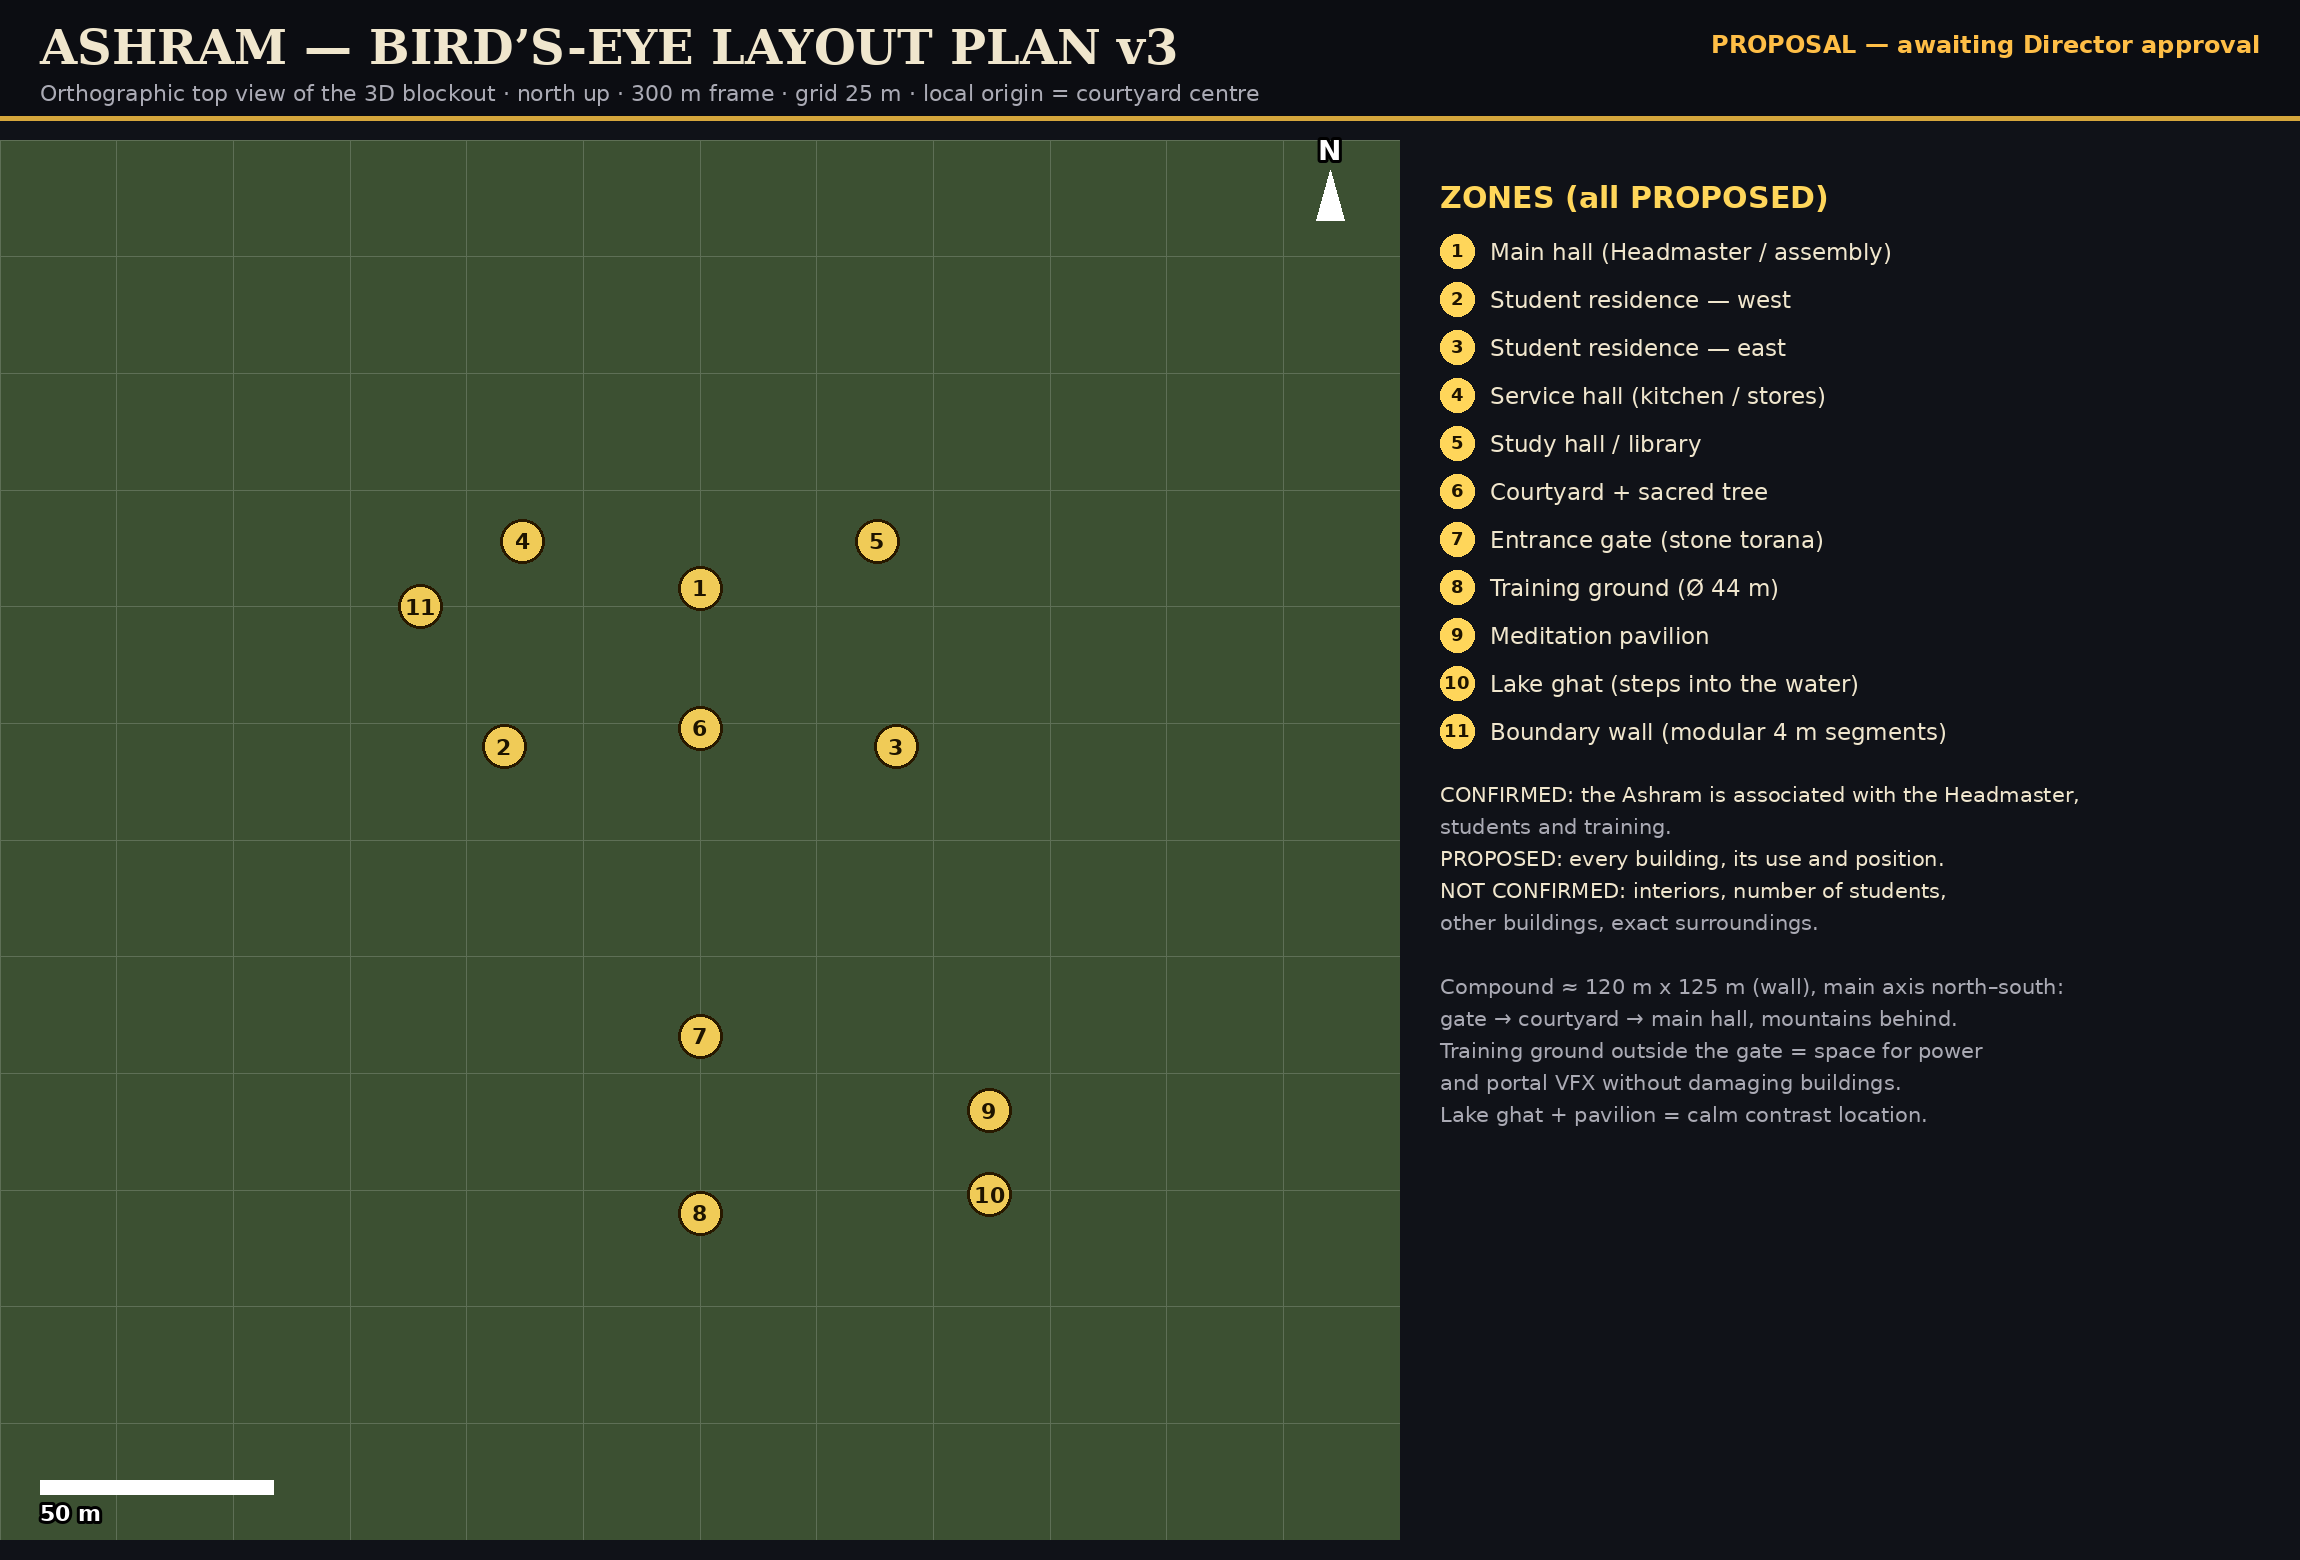 ASHRAM — BIRD’S-EYE LAYOUT PLAN v3
PROPOSAL — awaiting Director approval
Orthographic top view of the 3D blockout · north up · 300 m frame · grid 25 m · local origin = courtyard centre
N
4
5
1
11
6
2
3
7
9
10
8
50 m
ZONES (all PROPOSED)
1 Main hall (Headmaster / assembly)
2 Student residence — west
3 Student residence — east
4 Service hall (kitchen / stores)
5 Study hall / library
6 Courtyard + sacred tree
7 Entrance gate (stone torana)
8 Training ground (Ø 44 m)
9 Meditation pavilion
10 Lake ghat (steps into the water)
11 Boundary wall (modular 4 m segments)
CONFIRMED: the Ashram is associated with the Headmaster,
students and training.
PROPOSED: every building, its use and position.
NOT CONFIRMED: interiors, number of students,
other buildings, exact surroundings.
Compound ≈ 120 m x 125 m (wall), main axis north–south:
gate → courtyard → main hall, mountains behind.
Training ground outside the gate = space for power
and portal VFX without damaging buildings.
Lake ghat + pavilion = calm contrast location.